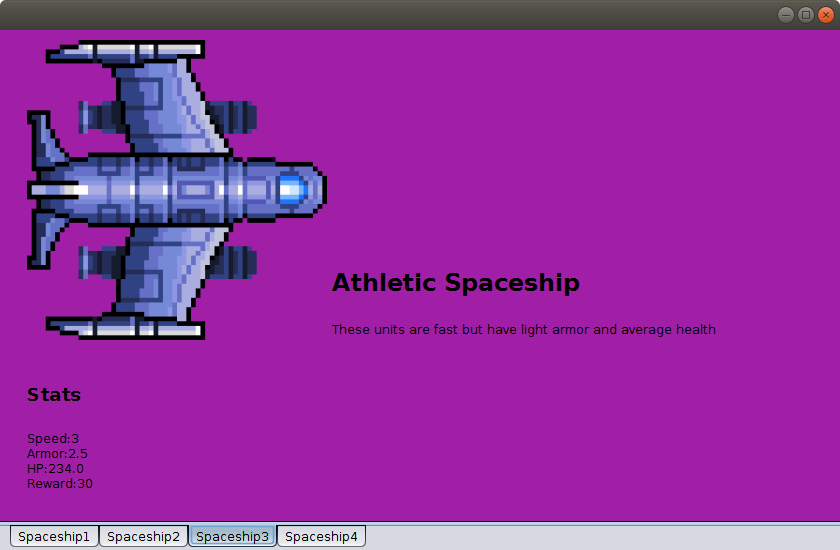 Athletic Spaceship
These units are fast but have light armor and average health
Stats
Speed:3
Armor:2.5
HP:234.0
Reward:30
Spaceship1 Spaceship2 Spaceship3 Spaceship4